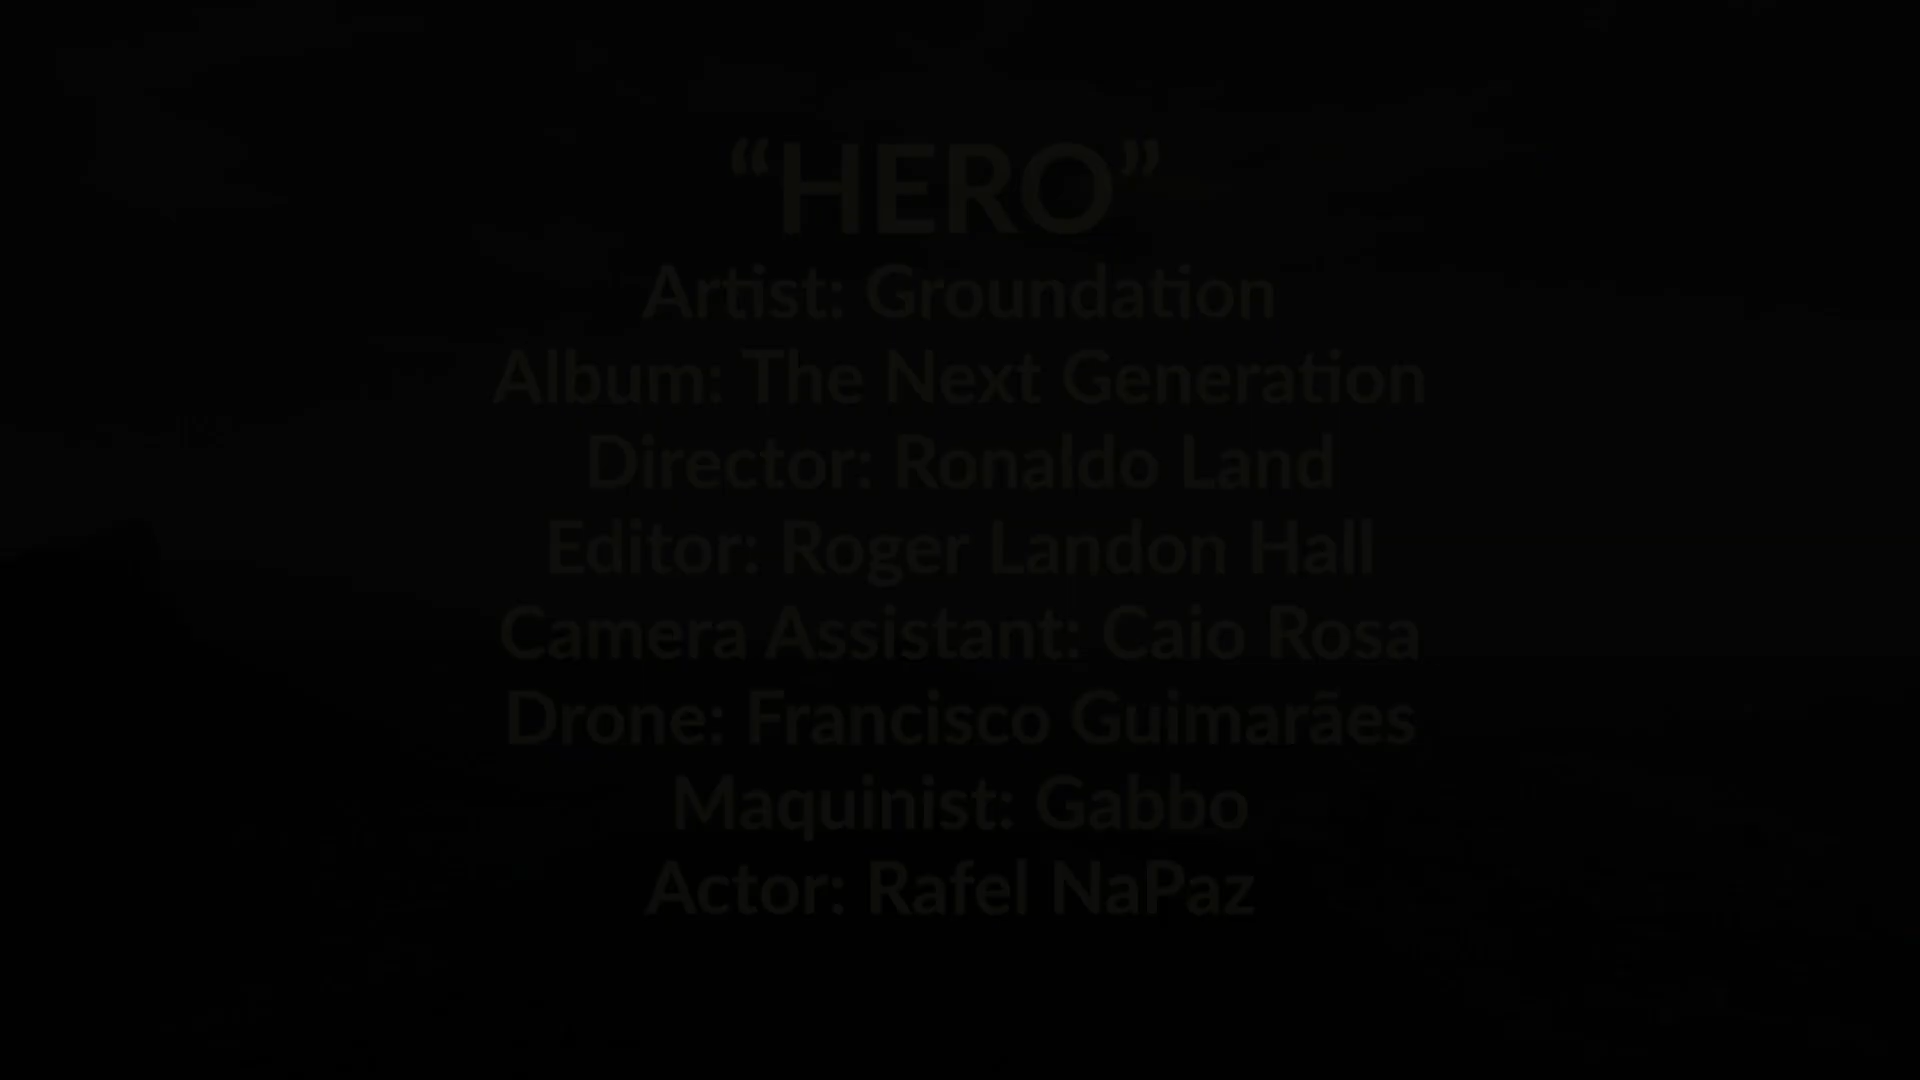 “HERO”
Artist: Groundation
Album: The Next Generation
Director: Ronaldo Land
Editor: Roger Landon Hall
Camera Assistant: Caio Rosa
Drone: Francisco Guimarães
Maquinist: Gabbo
Actor: Rafel NaPaz